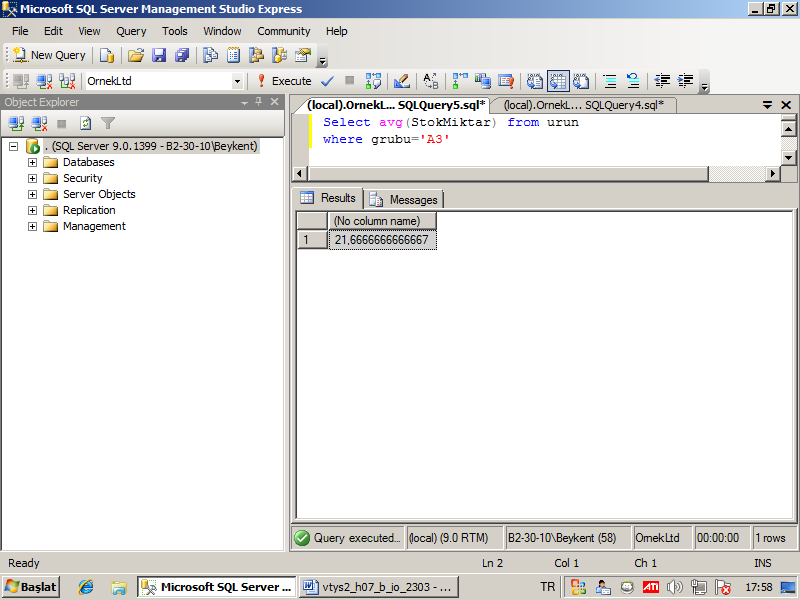 Microsoft SQL Server Management Studio Express
File Edit View Query Tools Window Community Help
New Query
OrnekLtd Execute
Object Explorer
. (SQL Server 9.0.1399 - B2-30-10\Beykent)
Databases
Security
Server Objects
Replication
Management
(local).OrnekL... SQLQuery5.sql* (local).OrnekL... SQLQuery4.sql*
Select avg(StokMiktar) from urun
where grubu='A3'
Results Messages
(No column name)
1 21,6666666666667
Query executed... (local) (9.0 RTM) B2-30-10\Beykent (58) OrnekLtd 00:00:00 1 rows
Ready Ln 2 Col 1 Ch 1 INS
Başlat Microsoft SQL Server ... vtys2_h07_b_io_2303 - ... TR ATI 17:58